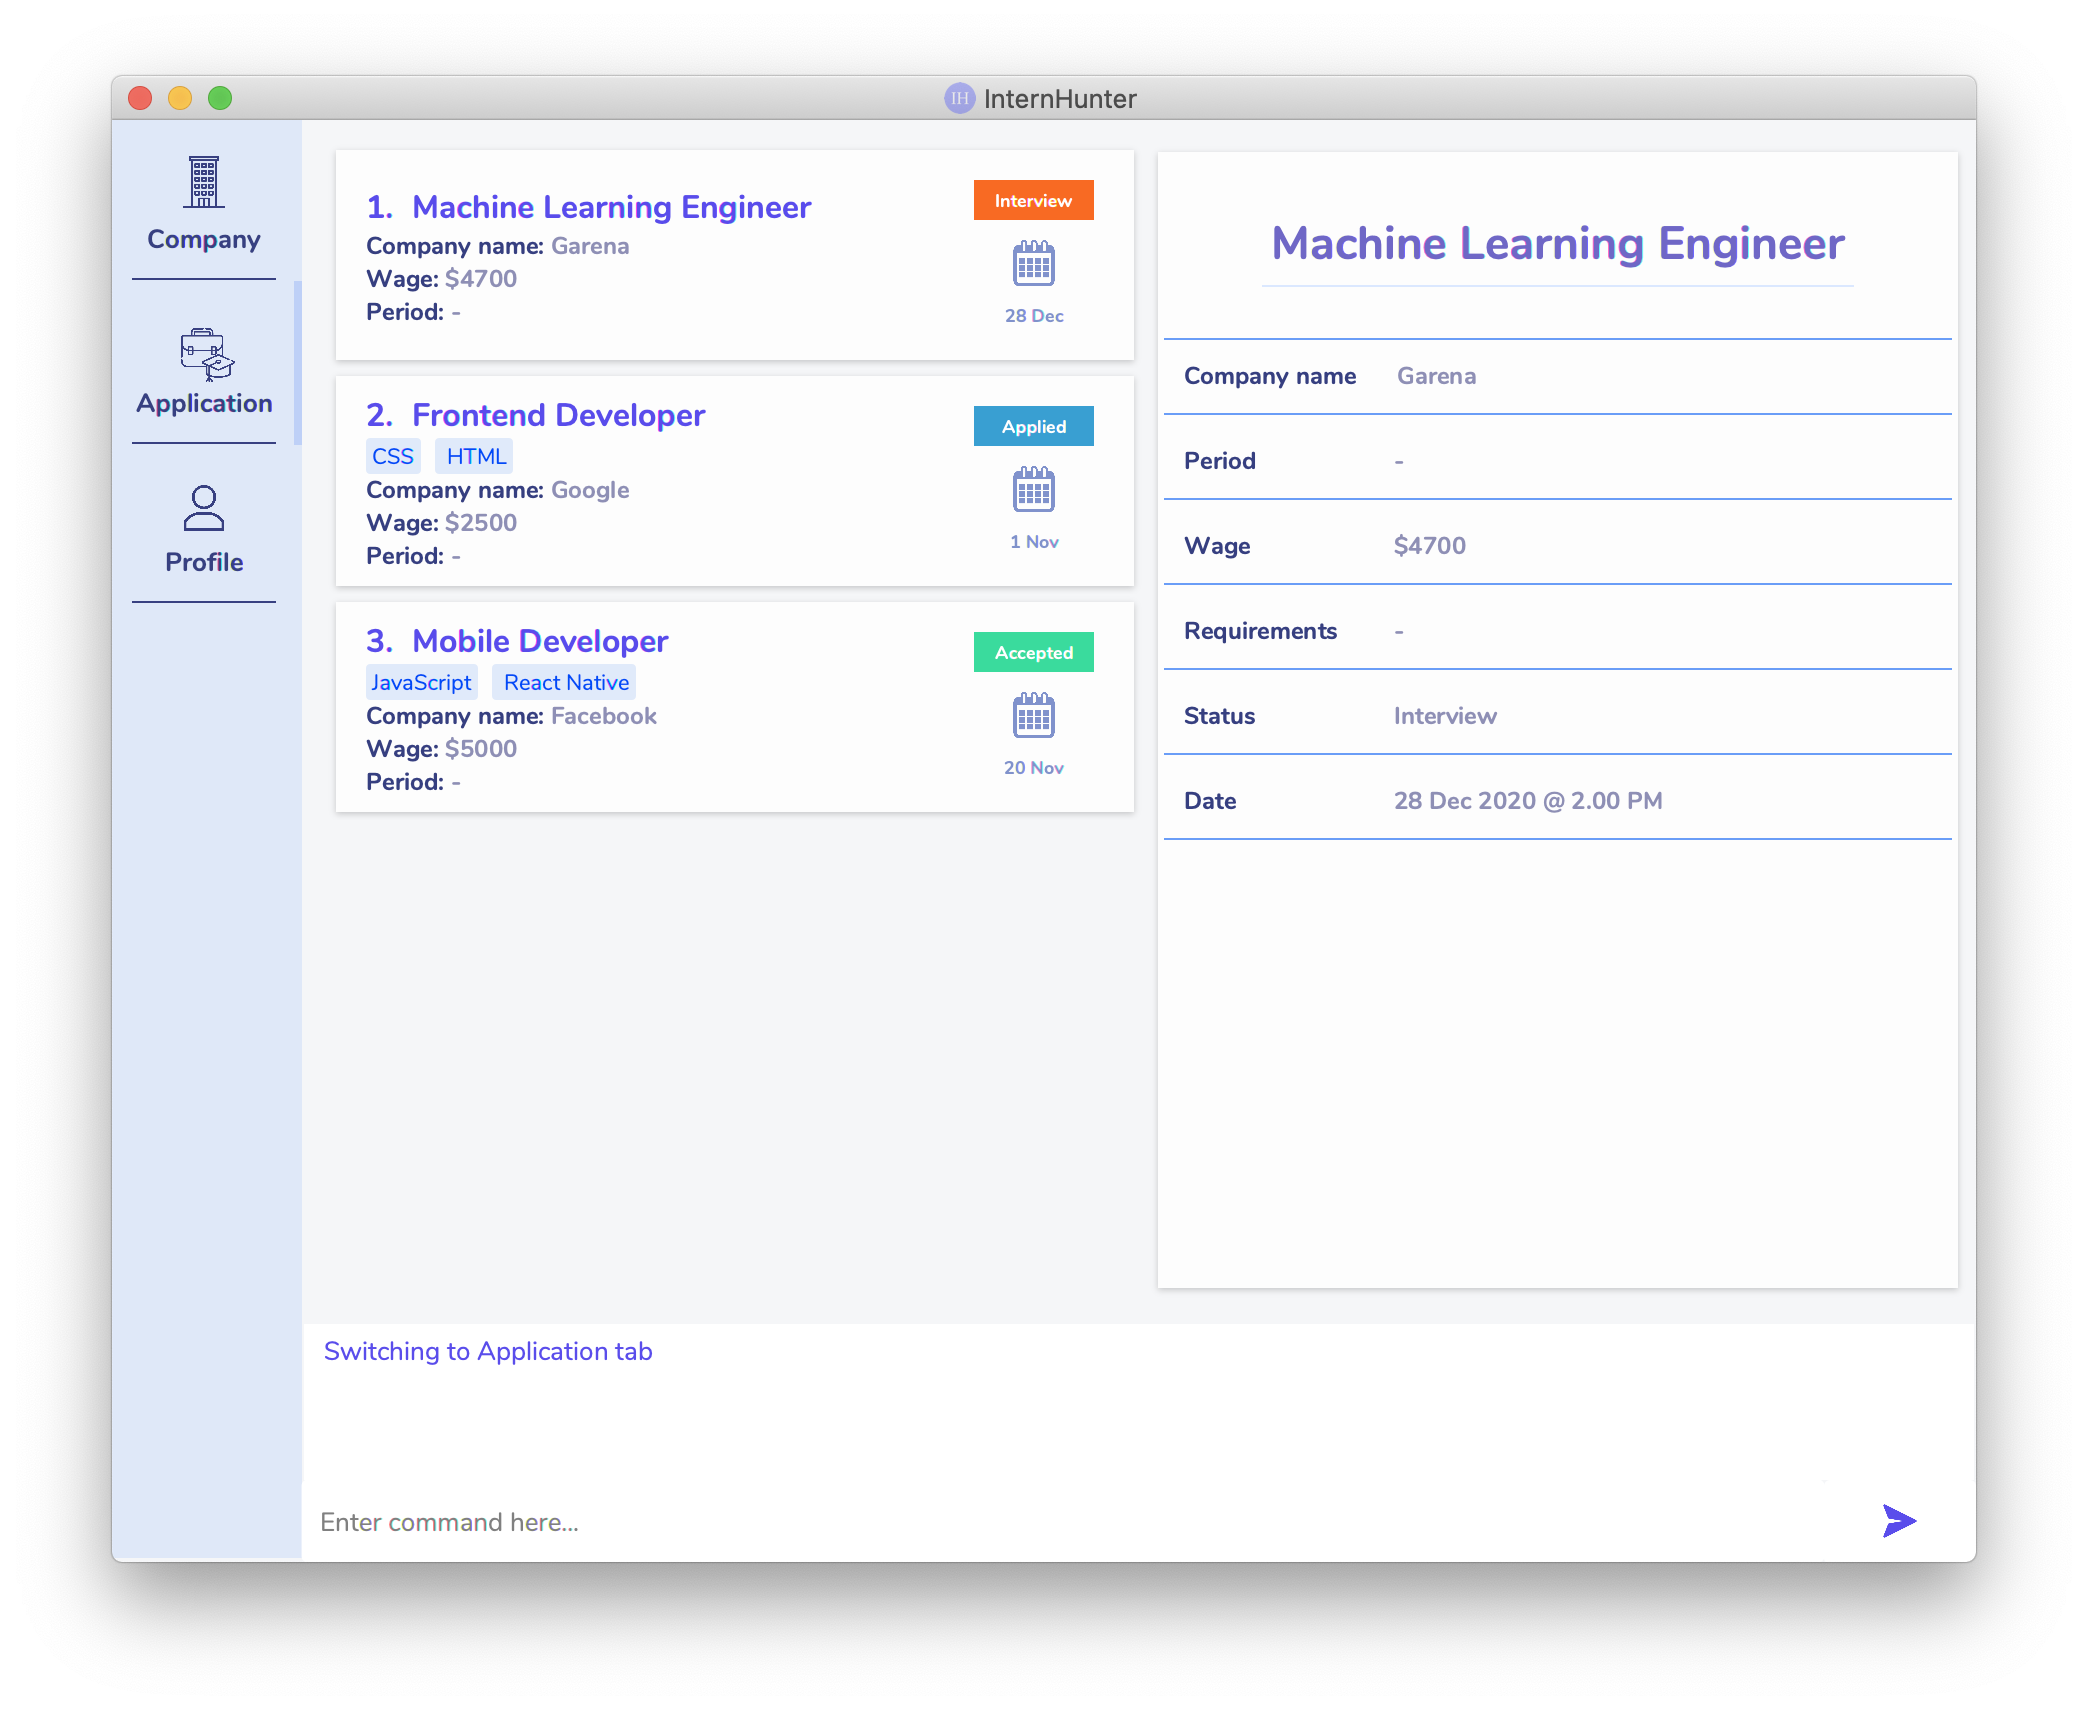 IH InternHunter
Company
Application
Profile
1. Machine Learning Engineer
Company name: Garena
Wage: $4700
Period: -
Interview
28 Dec
2. Frontend Developer
CSS HTML
Company name: Google
Wage: $2500
Period: -
Applied
1 Nov
3. Mobile Developer
JavaScript React Native
Company name: Facebook
Wage: $5000
Period: -
Accepted
20 Nov
Machine Learning Engineer
Company name Garena
Period -
Wage $4700
Requirements -
Status Interview
Date 28 Dec 2020 @ 2.00 PM
Switching to Application tab
Enter command here...